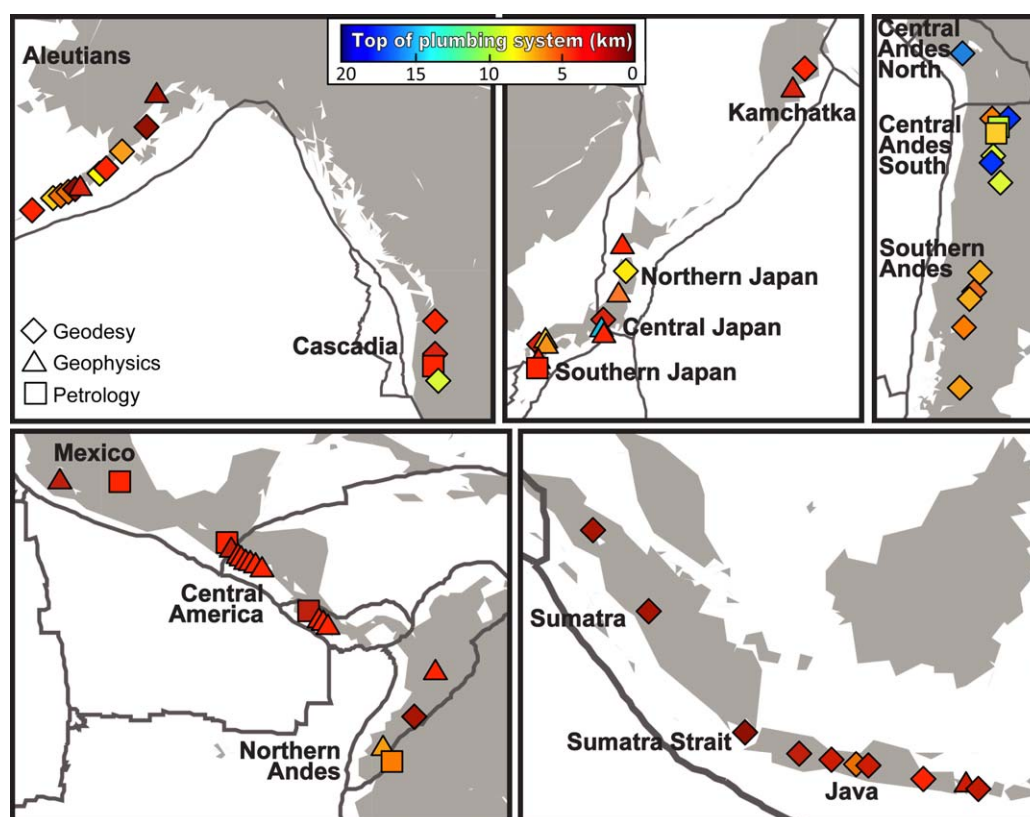 Aleutians
Top of plumbing system (km)
20 15 10 5 0
Kamchatka
Central
Andes
North
Central
Andes
South
Southern
Andes
Northern Japan
Central Japan
Southern Japan
Cascadia
Geodesy
Geophysics
Petrology
Mexico
Central
America
Northern
Andes
Sumatra
Sumatra Strait
Java